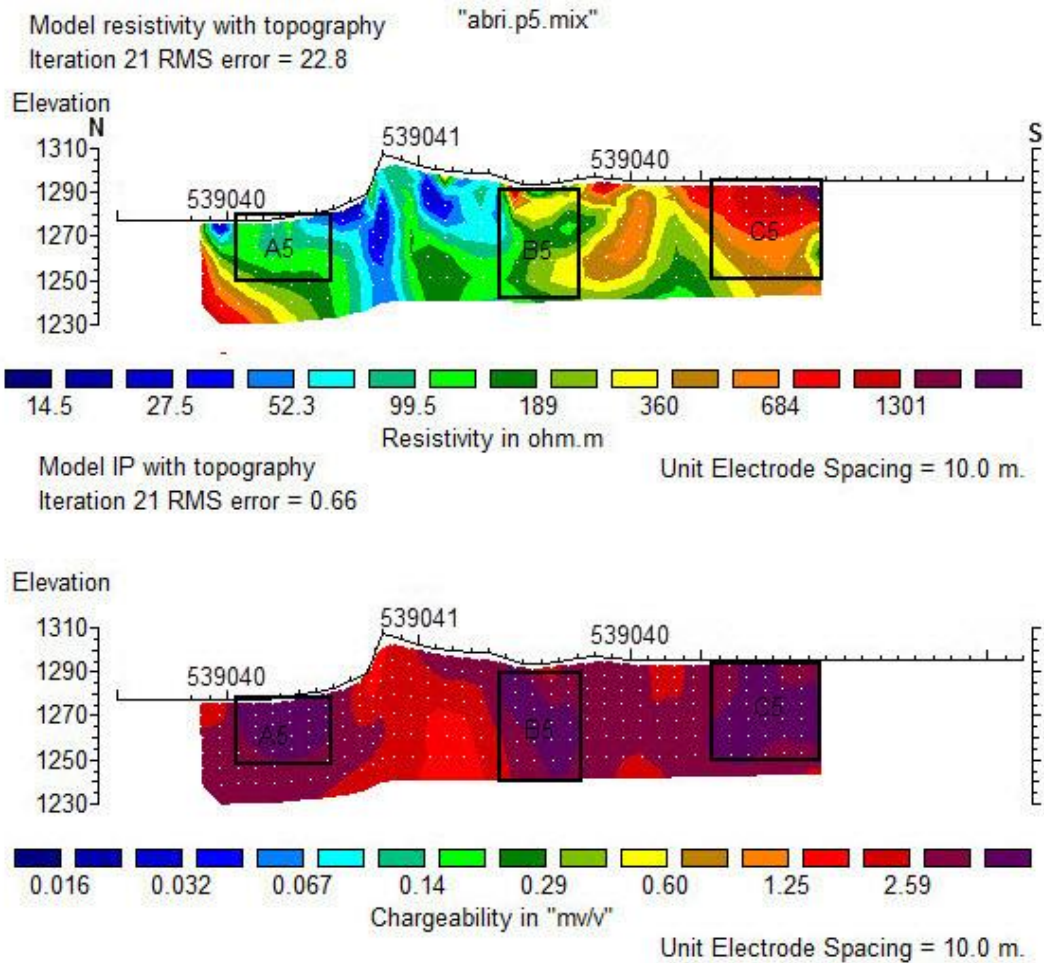 "abri.p5.mix"
Model resistivity with topography
Iteration 21 RMS error = 22.8
Elevation
N
S
539041
539040
539040
1310
1290
1270
1250
1230
A5
B5
C5
14.5 27.5 52.3 99.5 189 360 684 1301
Resistivity in ohm.m
Model IP with topography
Unit Electrode Spacing = 10.0 m.
Iteration 21 RMS error = 0.66
Elevation
539041
539040
539040
1310
1290
1270
1250
1230
A5
B5
C5
0.016 0.032 0.067 0.14 0.29 0.60 1.25 2.59
Chargeability in "mv/v"
Unit Electrode Spacing = 10.0 m.